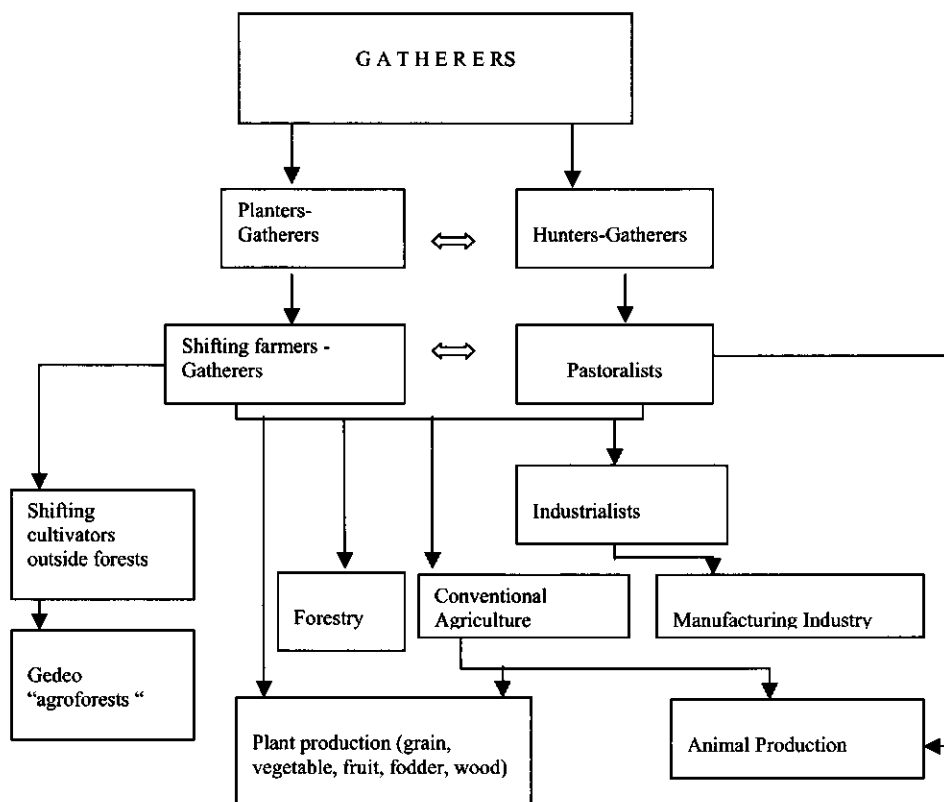 G A T H E R E RS
Planters-
Gatherers
Hunters-Gatherers
Shifting farmers -
Gatherers
Pastoralists
Shifting
cultivators
outside forests
Industrialists
Forestry
Conventional
Agriculture
Manufacturing Industry
Gedeo
“agroforests “
Plant production (grain,
vegetable, fruit, fodder, wood)
Animal Production